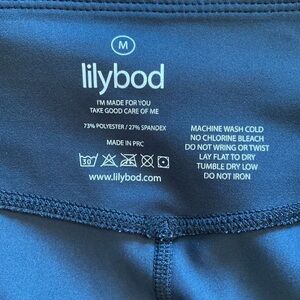 M
lilybod
I'M MADE FOR YOU
TAKE GOOD CARE OF ME
73% POLYESTER / 27% SPANDEX
MADE IN PRC
30
www.lilybod.com
MACHINE WASH COLD
NO CHLORINE BLEACH
DO NOT WRING OR TWIST
LAY FLAT TO DRY
TUMBLE DRY LOW
DO NOT IRON